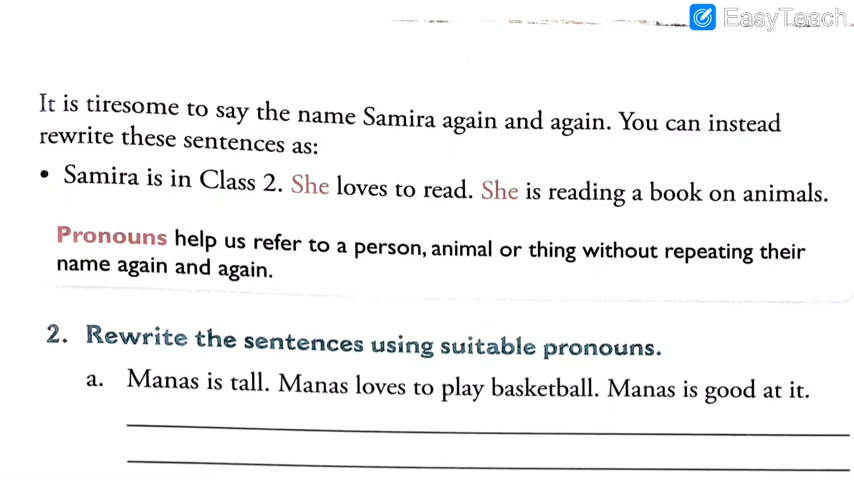 EasyTeach
It is tiresome to say the name Samira again and again. You can instead
rewrite these sentences as:
• Samira is in Class 2. She loves to read. She is reading a book on animals.
Pronouns help us refer to a person, animal or thing without repeating their
name again and again.
2. Rewrite the sentences using suitable pronouns.
a. Manas is tall. Manas loves to play basketball. Manas is good at it.